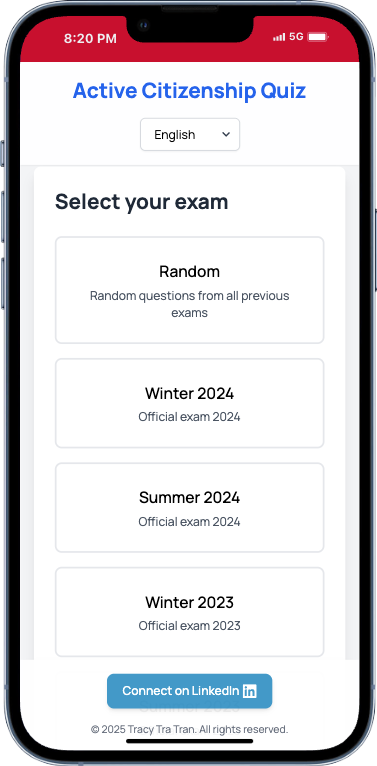 8:20 PM 5G
Active Citizenship Quiz
English
Select your exam
Random
Random questions from all previous
exams
Winter 2024
Official exam 2024
Summer 2024
Official exam 2024
Winter 2023
Official exam 2023
Connect on LinkedIn in
Summer 2023
© 2025 Tracy Tra Tran. All rights reserved.